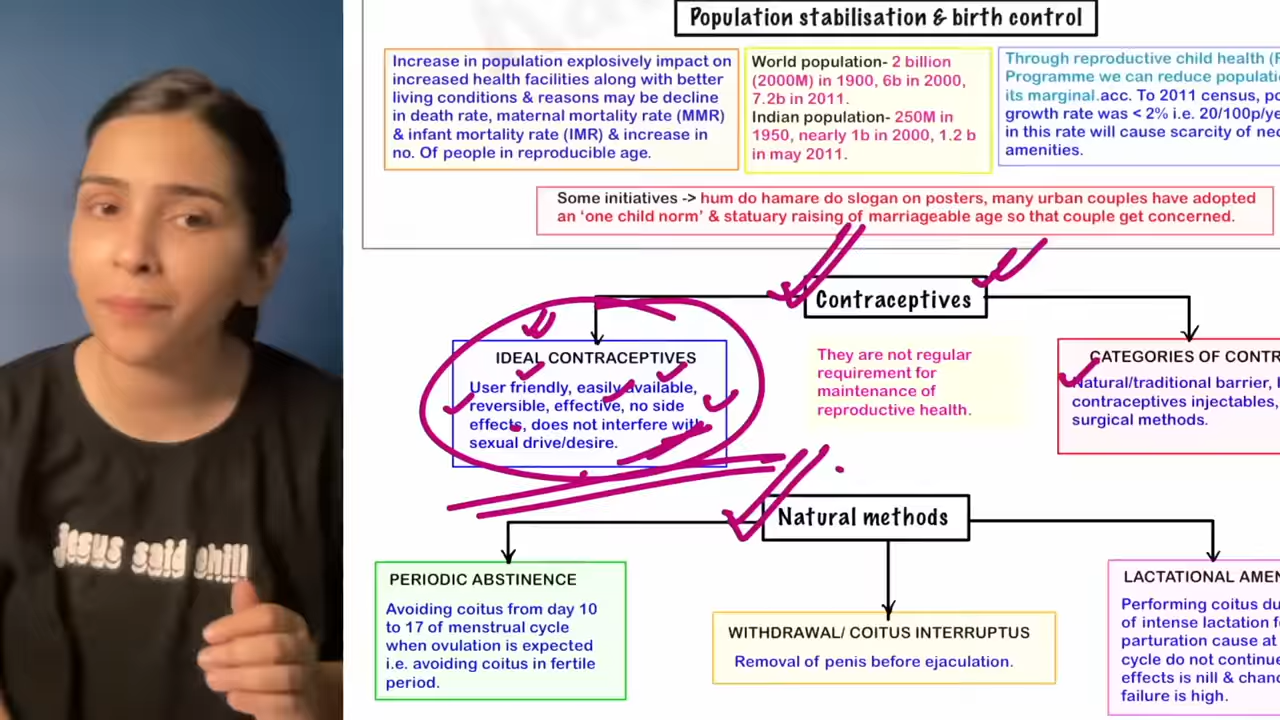 Population stabilisation & birth control
Increase in population explosively impact on
increased health facilities along with better
living conditions & reasons may be decline
in death rate, maternal mortality rate (MMR)
& infant mortality rate (IMR) & increase in
no. Of people in reproducible age.
World population- 2 billion
(2000M) in 1900, 6b in 2000,
7.2b in 2011.
Indian population- 250M in
1950, nearly 1b in 2000, 1.2 b
in may 2011.
Through reproductive child health (
Programme we can reduce populati
its marginal.acc. To 2011 census, po
growth rate was < 2% i.e. 20/100p/ye
in this rate will cause scarcity of ne
amenities.
Some initiatives -> hum do hamare do slogan on posters, many urban couples have adopted
an ‘one child norm’ & statuary raising of marriageable age so that couple get concerned.
Contraceptives
IDEAL CONTRACEPTIVES
User friendly, easily available,
reversible, effective, no side
effects, does not interfere with
sexual drive/desire.
They are not regular
requirement for
maintenance of
reproductive health.
CATEGORIES OF CONTR
Natural/traditional barrier,
contraceptives injectables,
surgical methods.
Natural methods
PERIODIC ABSTINENCE
Avoiding coitus from day 10
to 17 of menstrual cycle
when ovulation is expected
i.e. avoiding coitus in fertile
period.
WITHDRAWAL/ COITUS INTERRUPTUS
Removal of penis before ejaculation.
LACTATIONAL AMEN
Performing coitus du
of intense lactation f
parturation cause at
cycle do not continue
effects is nill & chanc
failure is high.
jesus said chill